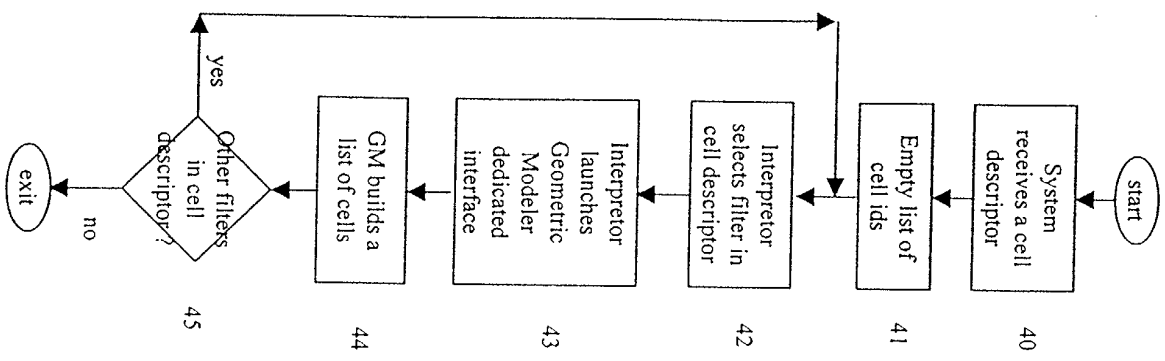 start
System
receives a cell
descriptor
40
Empty list of
cell ids
41
Interpretor
selects filter in
cell descriptor
42
Interpretor
launches
Geometric
Modeler
dedicated
interface
43
GM builds a
list of cells
44
Other filters
in cell
descriptor ?
45
yes
no
exit